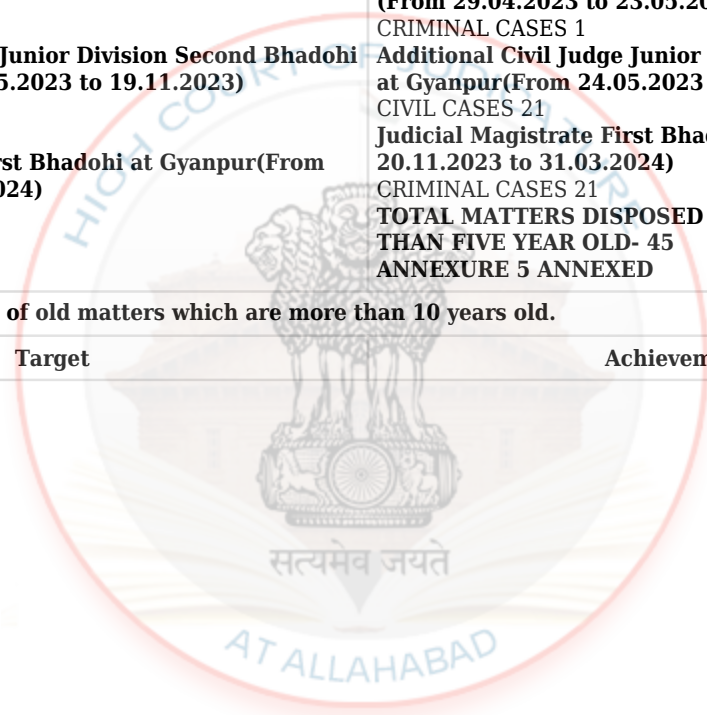 (From 29.04.2023 to 23.05.20
CRIMINAL CASES 1
Junior Division Second Bhadohi
5.2023 to 19.11.2023)
Additional Civil Judge Junior
at Gyanpur(From 24.05.2023
CIVIL CASES 21
rst Bhadohi at Gyanpur(From
024)
Judicial Magistrate First Bhad
20.11.2023 to 31.03.2024)
CRIMINAL CASES 21
TOTAL MATTERS DISPOSED
THAN FIVE YEAR OLD- 45
ANNEXURE 5 ANNEXED
of old matters which are more than 10 years old.
Target
Achievem
HIGH COURT OF JUDICATURE
सत्यमेव जयते
AT ALLAHABAD